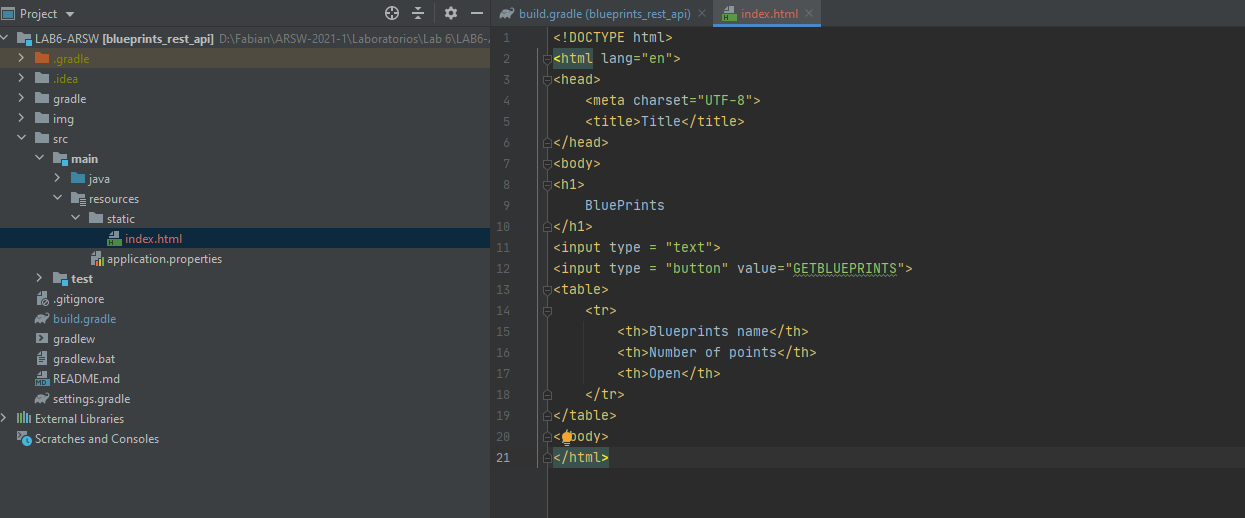 Project
build.gradle (blueprints_rest_api)
index.html
LAB6-ARSW [blueprints_rest_api] D:\Fabian\ARSW-2021-1\Laboratorios\Lab 6\LAB6-
.gradle
.idea
gradle
img
src
main
java
resources
static
index.html
application.properties
test
.gitignore
build.gradle
gradlew
gradlew.bat
README.md
settings.gradle
External Libraries
Scratches and Consoles
1 <!DOCTYPE html>
2 <html lang="en">
3 <head>
4 <meta charset="UTF-8">
5 <title>Title</title>
6 </head>
7 <body>
8 <h1>
9 BluePrints
10 </h1>
11 <input type = "text">
12 <input type = "button" value="GETBLUEPRINTS">
13 <table>
14 <tr>
15 <th>Blueprints name</th>
16 <th>Number of points</th>
17 <th>Open</th>
18 </tr>
19 </table>
20 </body>
21 </html>